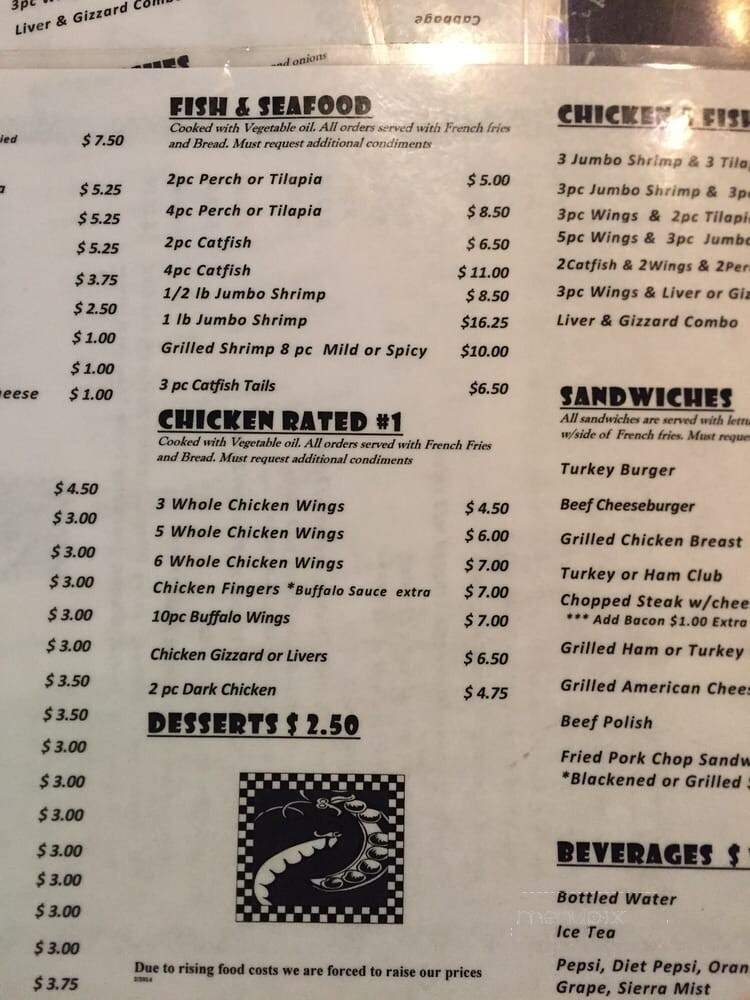 3pc
Liver & Gizzard
Cabbage
and onions
FISH & SEAFOOD
Cooked with Vegetable oil. All orders served with French fries
and Bread. Must request additional condiments
2pc Perch or Tilapia $ 5.00
4pc Perch or Tilapia $ 8.50
2pc Catfish $ 6.50
4pc Catfish $ 11.00
1/2 lb Jumbo Shrimp $ 8.50
1 lb Jumbo Shrimp $16.25
Grilled Shrimp 8 pc Mild or Spicy $10.00
3 pc Catfish Tails $6.50
CHICKEN RATED #1
Cooked with Vegetable oil. All orders served with French Fries
and Bread. Must request additional condiments
3 Whole Chicken Wings $ 4.50
5 Whole Chicken Wings $ 6.00
6 Whole Chicken Wings $ 7.00
Chicken Fingers *Buffalo Sauce extra $ 7.00
10pc Buffalo Wings $ 7.00
Chicken Gizzard or Livers $ 6.50
2 pc Dark Chicken $ 4.75
DESSERTS $ 2.50
Due to rising food costs we are forced to raise our prices
2/2014
$ 7.50
$ 5.25
$ 5.25
$ 5.25
$ 3.75
$ 2.50
$ 1.00
$ 1.00
$ 1.00
$ 4.50
$ 3.00
$ 3.00
$ 3.00
$ 3.00
$ 3.00
$ 3.50
$ 3.50
$ 3.00
$ 3.00
$ 3.00
$ 3.00
$ 3.00
$ 3.00
$ 3.00
$ 3.75
CHICKEN & FISH
3 Jumbo Shrimp & 3
3pc Jumbo Shrimp &
3pc Wings & 2pc
5pc Wings & 3pc
2Catfish & 2Wings &
3pc Wings & Liver or
Liver & Gizzard Combo
SANDWICHES
All sandwiches are served with
w/side of French fries. Must
Turkey Burger
Beef Cheeseburger
Grilled Chicken Breast
Turkey or Ham Club
Chopped Steak
*** Add Bacon $1.00 Extra
Grilled Ham or Turkey
Grilled American
Beef Polish
Fried Pork Chop
*Blackened or Grilled
BEVERAGES $
Bottled Water
Ice Tea
Pepsi, Diet Pepsi,
Grape, Sierra Mist
menupix